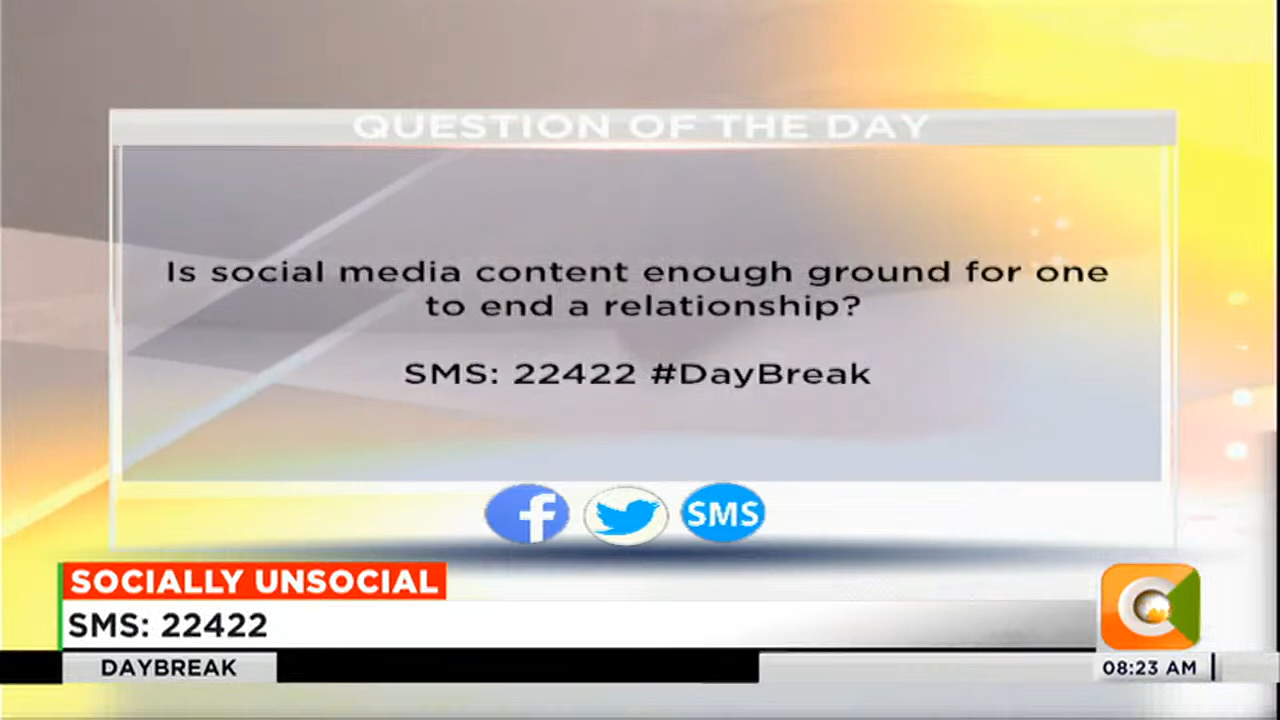 QUESTION OF THE DAY
Is social media content enough ground for one
to end a relationship?
SMS: 22422 #DayBreak
f
SMS
SOCIALLY UNSOCIAL
SMS: 22422
DAYBREAK
08:23 AM